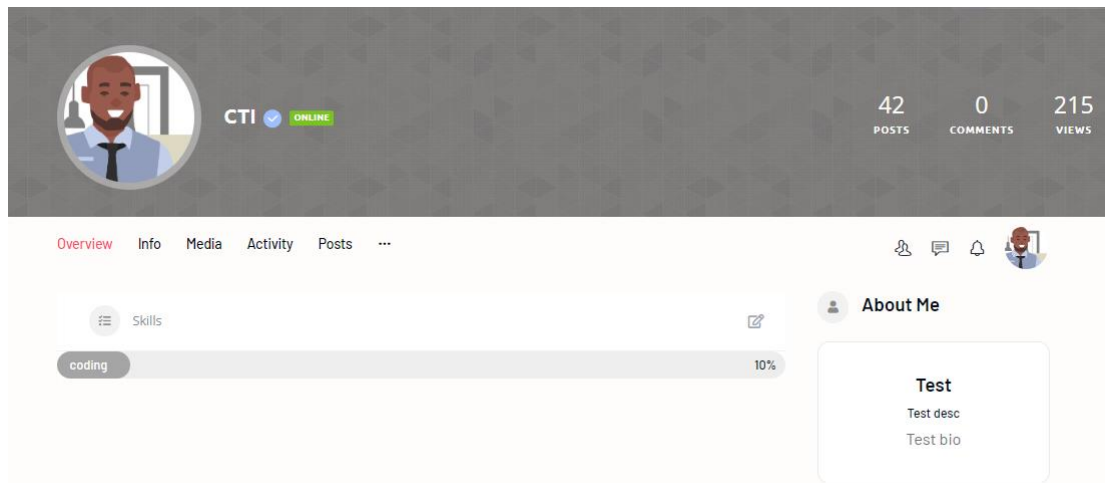 CTI ONLINE
42 0 215
POSTS COMMENTS VIEWS
Overview Info Media Activity Posts ...
Skills
coding 10%
About Me
Test
Test desc
Test bio